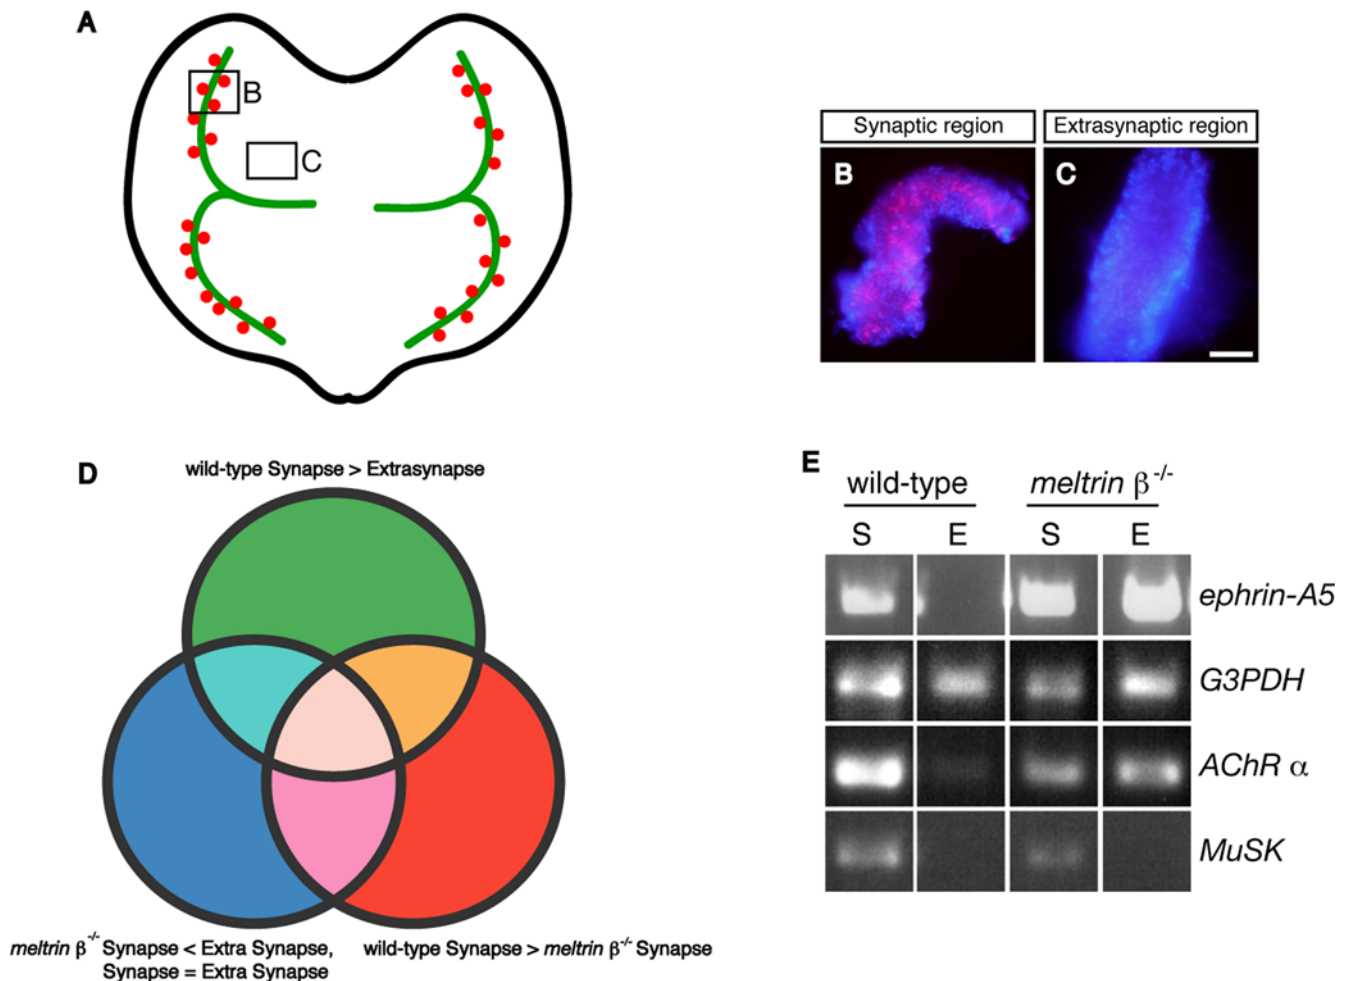 A
B
C
Synaptic region
Extrasynaptic region
B
C
D
wild-type Synapse > Extrasynapse
meltrin β-/- Synapse < Extra Synapse,
Synapse = Extra Synapse
wild-type Synapse > meltrin β-/- Synapse
E
wild-type
meltrin β-/-
S E S E
ephrin-A5
G3PDH
AChR α
MuSK